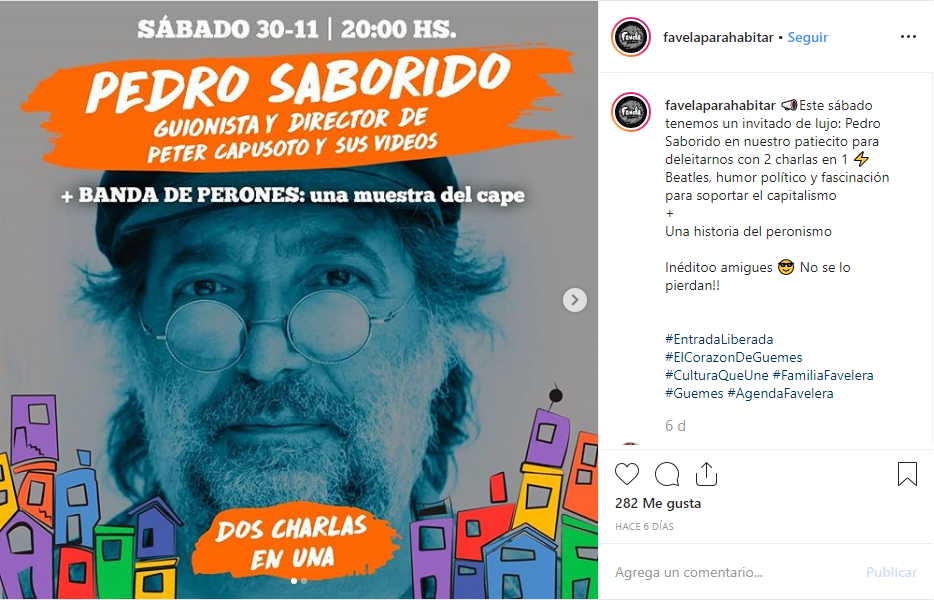 SÁBADO 30-11 | 20:00 HS.
PEDRO SABORIDO
GUIONISTA Y DIRECTOR DE
PETER CAPUSOTO Y SUS VIDEOS
+ BANDA DE PERONES: una muestra del cape
DOS CHARLAS
EN UNA
Favela
favelaparahabitar • Seguir
Favela
favelaparahabitar 📣Este sábado
tenemos un invitado de lujo: Pedro
Saborido en nuestro patiecito para
deleitarnos con 2 charlas en 1 ⚡
Beatles, humor político y fascinación
para soportar el capitalismo
+
Una historia del peronismo
Inéditoo amigues 😎 No se lo
pierdan!!
#EntradaLiberada
#ElCorazonDeGuemes
#CulturaQueUne #FamiliaFavelera
#Guemes #AgendaFavelera
6 d
282 Me gusta
HACE 6 DÍAS
Agrega un comentario... Publicar